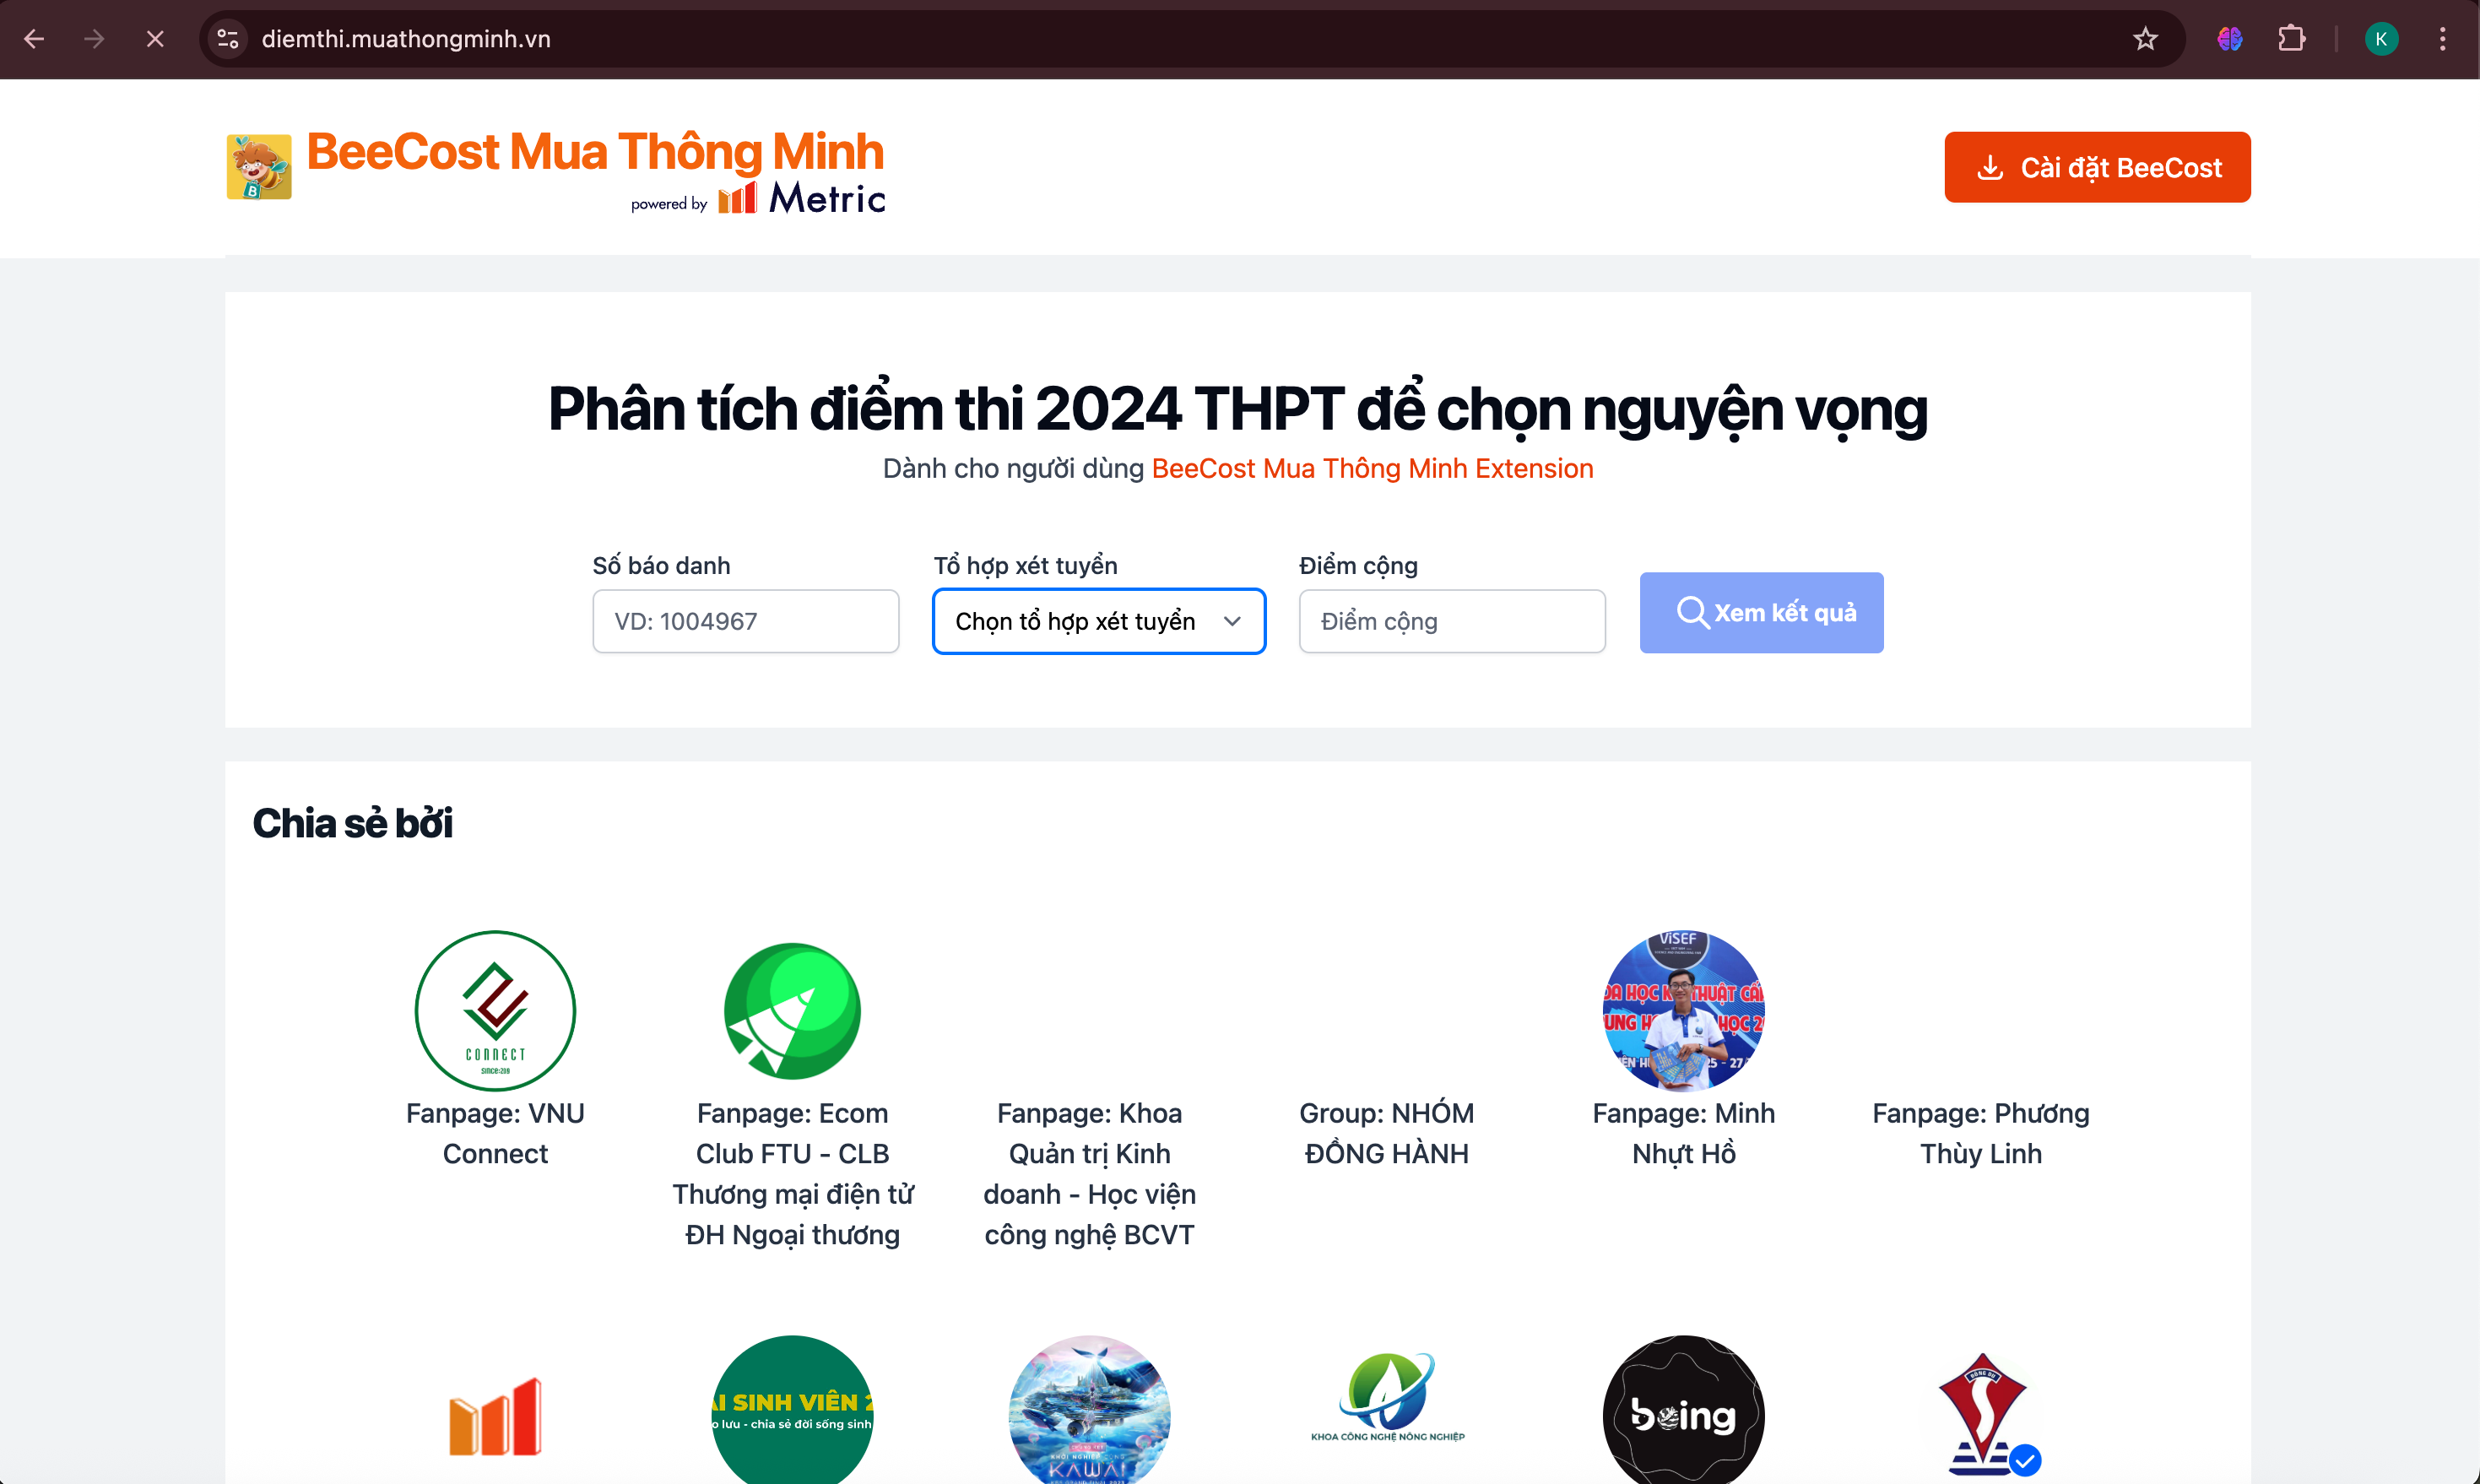 diemthi.muathongminh.vn
K
BeeCost Mua Thông Minh
powered by Metric
B
Cài đặt BeeCost
Phân tích điểm thi 2024 THPT để chọn nguyện vọng
Dành cho người dùng BeeCost Mua Thông Minh Extension
Số báo danh
Tổ hợp xét tuyển
Điểm cộng
VD: 1004967
Chọn tổ hợp xét tuyển
Điểm cộng
Xem kết quả
Chia sẻ bởi
CONNECT
since:2019
ViSEF
Fanpage: VNU
Connect
Fanpage: Ecom
Club FTU - CLB
Thương mại điện tử
ĐH Ngoại thương
Fanpage: Khoa
Quản trị Kinh
doanh - Học viện
công nghệ BCVT
Group: NHÓM
ĐỒNG HÀNH
Fanpage: Minh
Nhựt Hồ
Fanpage: Phương
Thùy Linh
SINH VIÊN
lưu - chia sẻ đời sống sinh
KAWAI
KHOA CÔNG NGHỆ NÔNG NGHIỆP
being
ĐÔNG ĐÔ